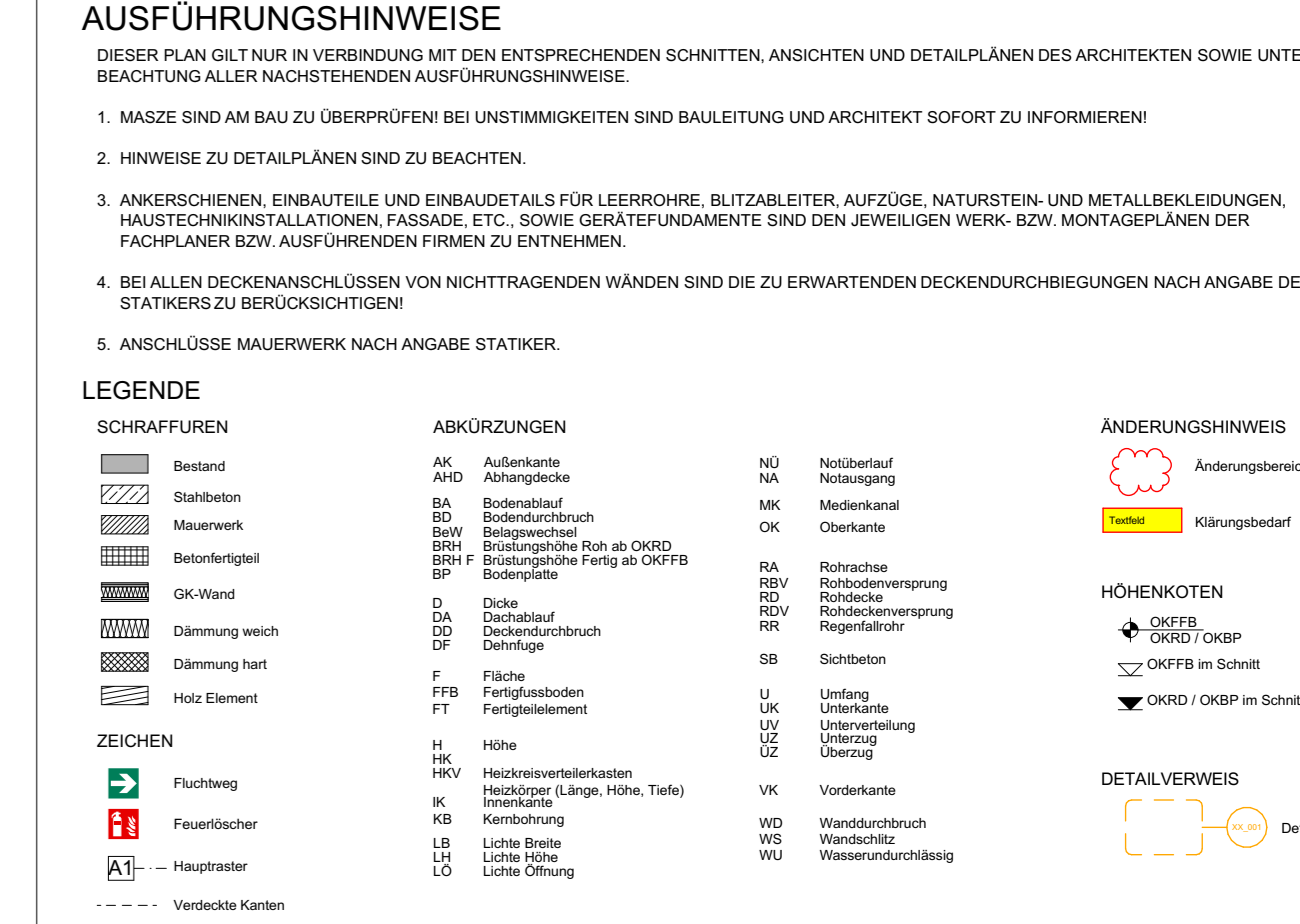 AUSFÜHRUNGSHINWEISE
DIESER PLAN GILT NUR IN VERBINDUNG MIT DEN ENTSPRECHENDEN SCHNITTEN, ANSICHTEN UND DETAILPLÄNEN DES ARCHITEKTEN SOWIE UNTE
BEACHTUNG ALLER NACHSTEHENDEN AUSFÜHRUNGSHINWEISE.
1. MASZE SIND AM BAU ZU ÜBERPRÜFEN! BEI UNSTIMMIGKEITEN SIND BAULEITUNG UND ARCHITEKT SOFORT ZU INFORMIEREN!
2. HINWEISE ZU DETAILPLÄNEN SIND ZU BEACHTEN.
3. ANKERSCHIENEN, EINBAUTEILE UND EINBAUDETAILS FÜR LEERROHRE, BLITZABLEITER, AUFZÜGE, NATURSTEIN- UND METALLBEKLEIDUNGEN,
HAUSTECHNIKINSTALLATIONEN, FASSADE, ETC., SOWIE GERÄTEFUNDAMENTE SIND DEN JEWEILIGEN WERK- BZW. MONTAGEPLÄNEN DER
FACHPLANER BZW. AUSFÜHRENDEN FIRMEN ZU ENTNEHMEN.
4. BEI ALLEN DECKENANSCHLÜSSEN VON NICHTTRAGENDEN WÄNDEN SIND DIE ZU ERWARTENDEN DECKENDURCHBIEGUNGEN NACH ANGABE DE
STATIKERS ZU BERÜCKSICHTIGEN!
5. ANSCHLÜSSE MAUERWERK NACH ANGABE STATIKER.
LEGENDE
SCHRAFFUREN
Bestand
Stahlbeton
Mauerwerk
Betonfertigteil
GK-Wand
Dämmung weich
Dämmung hart
Holz Element
ZEICHEN
Fluchtweg
Feuerlöscher
A1 Hauptraster
Verdeckte Kanten
ABKÜRZUNGEN
AK Außenkante
AHD Abhangdecke
BA Bodenablauf
BD Bodendurchbruch
BeW Belagswechsel
BRH Brüstungshöhe Roh ab OKRD
BRH F Brüstungshöhe Fertig ab OKFFB
BP Bodenplatte
D Dicke
DA Dachablauf
DD Deckendurchbruch
DF Dehnfuge
F Fläche
FFB Fertigfussboden
FT Fertigteilelement
H Höhe
HK
HKV Heizkreisverteilerkasten
Heizkörper (Länge, Höhe, Tiefe)
IK Innenkante
KB Kernbohrung
LB Lichte Breite
LH Lichte Höhe
LÖ Lichte Öffnung
NÜ Notüberlauf
NA Notausgang
MK Medienkanal
OK Oberkante
RA Rohrachse
RBV Rohbodenversprung
RD Rohdecke
RDV Rohdeckenversprung
RR Regenfallrohr
SB Sichtbeton
U Umfang
UK Unterkante
UV Unterverteilung
UZ Unterzug
ÜZ Überzug
VK Vorderkante
WD Wanddurchbruch
WS Wandschlitz
WU Wasserundurchlässig
ÄNDERUNGSHINWEIS
Änderungsbereic
Textfeld Klärungsbedarf
HÖHENKOTEN
OKFFB
OKRD / OKBP
OKFFB im Schnitt
OKRD / OKBP im Schnit
DETAILVERWEIS
XX_001 De